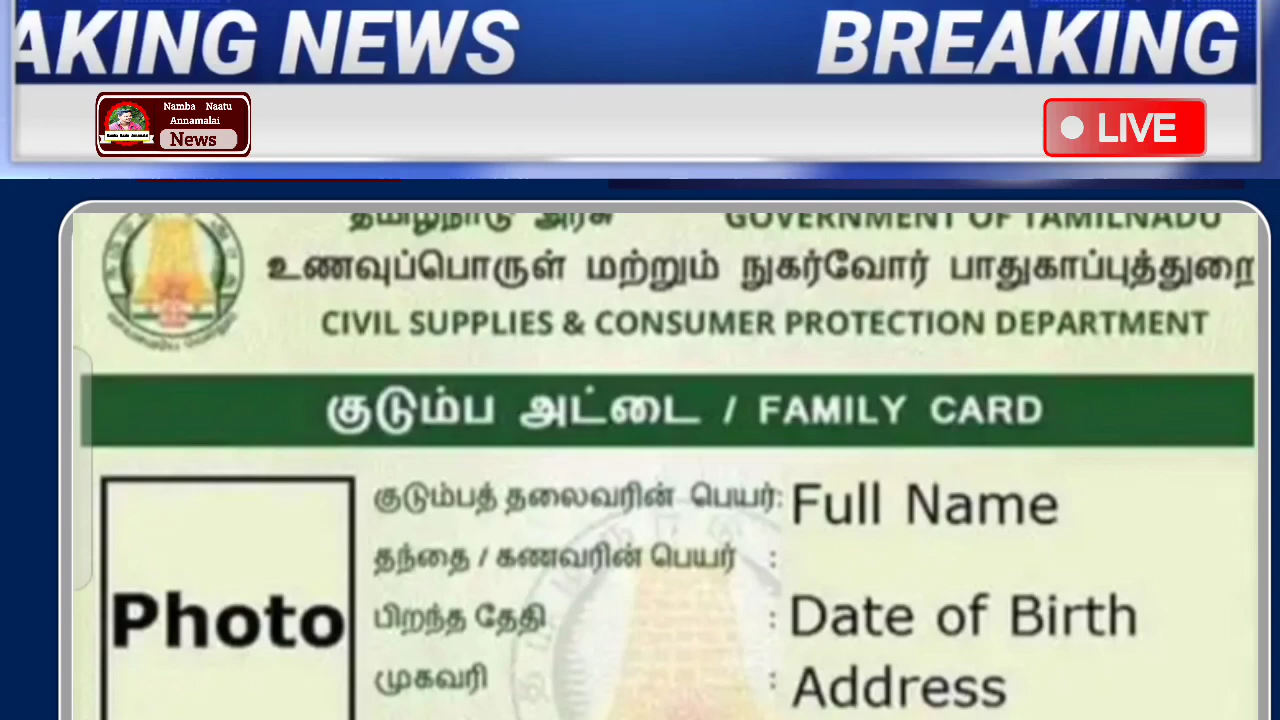 AKING NEWS BREAKING
Namba Naatu
Annamalai
News
LIVE
தமிழ்நாடு அரசு GOVERNMENT OF TAMILNADU
உணவுப்பொருள் மற்றும் நுகர்வோர் பாதுகாப்புத்துறை
CIVIL SUPPLIES & CONSUMER PROTECTION DEPARTMENT
குடும்ப அட்டை / FAMILY CARD
குடும்பத் தலைவரின் பெயர்: Full Name
தந்தை / கணவரின் பெயர் :
பிறந்த தேதி : Date of Birth
முகவரி : Address
Photo